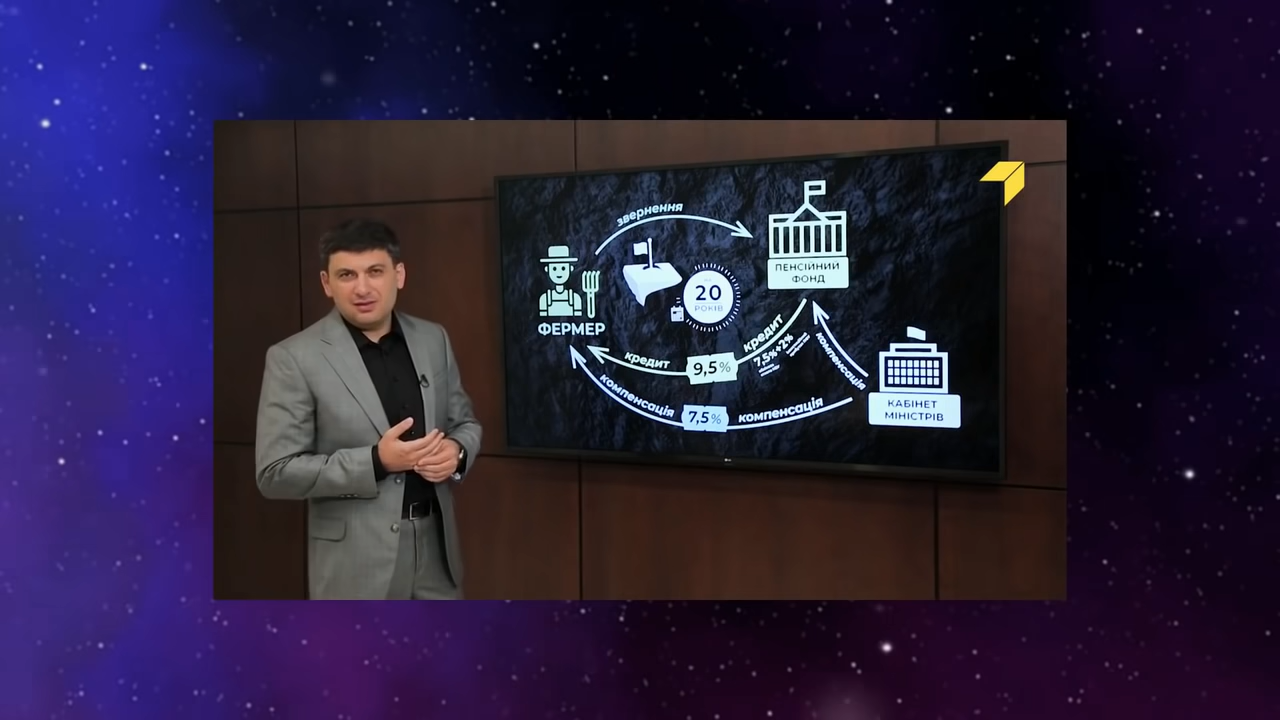 звернення
ПЕНСІЙНИЙ
ФОНД
20
РОКІВ
ФЕРМЕР
кредит
9,5%
кредит
7,5%+2%
компенсація
компенсація
7,5%
компенсація
КАБІНЕТ
МІНІСТРІВ